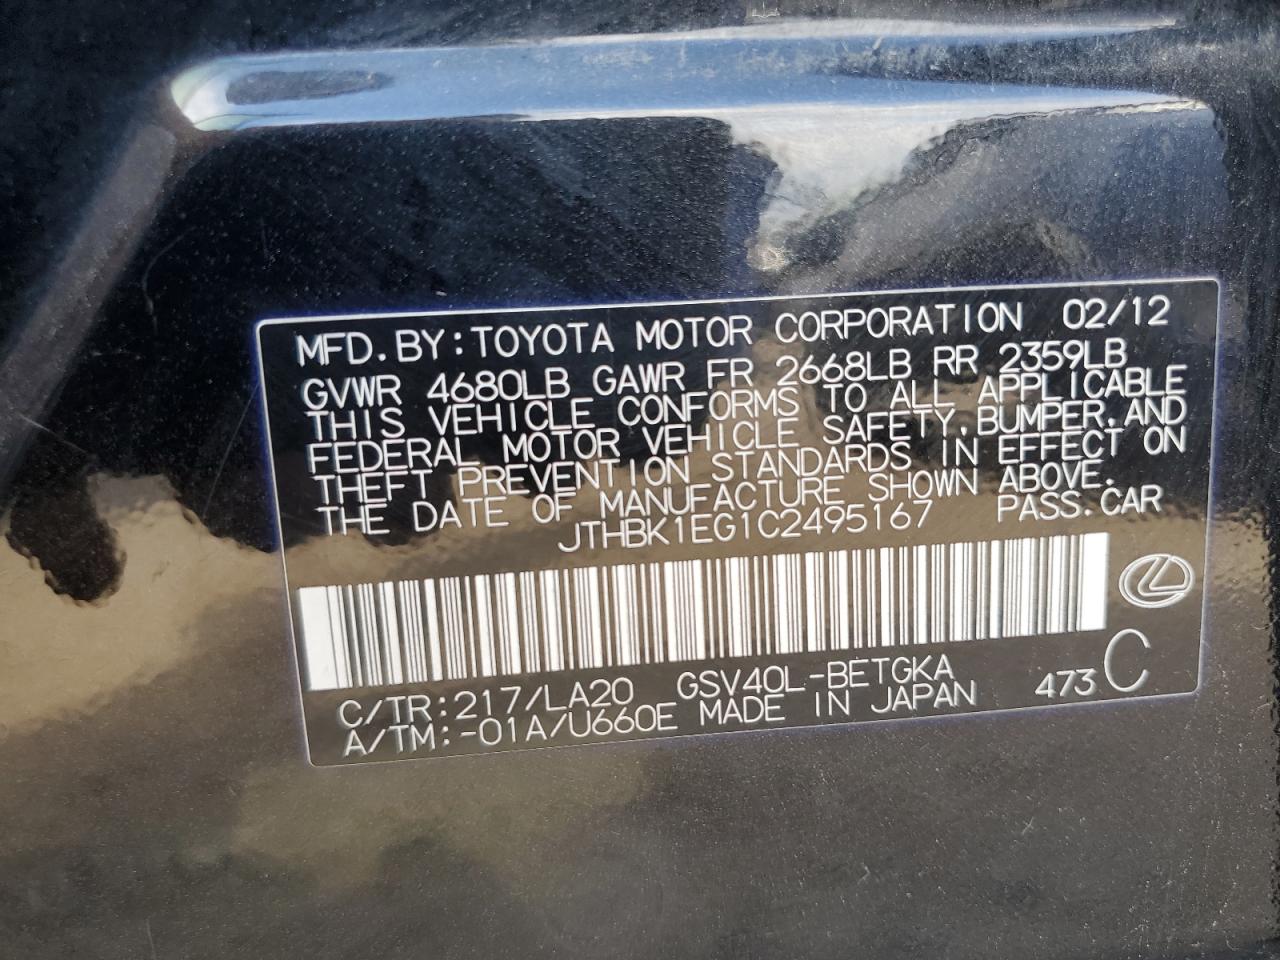 MFD.BY:TOYOTA MOTOR CORPORATION 02/12
GVWR 4680LB GAWR FR 2668LB RR 2359LB
THIS VEHICLE CONFORMS TO ALL APPLICABLE
FEDERAL MOTOR VEHICLE SAFETY,BUMPER,AND
THEFT PREVENTION STANDARDS IN EFFECT ON
THE DATE OF MANUFACTURE SHOWN ABOVE.
JTHBK1EG1C2495167 PASS.CAR
C/TR:217/LA20 GSV40L-BETGKA 473 C
A/TM:-01A/U660E MADE IN JAPAN